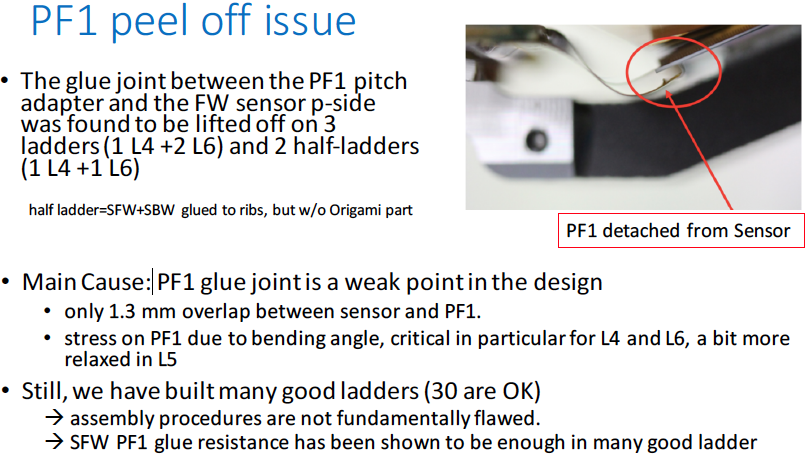 PF1 peel off issue
• The glue joint between the PF1 pitch
adapter and the FW sensor p-side
was found to be lifted off on 3
ladders (1 L4 +2 L6) and 2 half-ladders
(1 L4 +1 L6)
half ladder=SFW+SBW glued to ribs, but w/o Origami part
PF1 detached from Sensor
• Main Cause: PF1 glue joint is a weak point in the design
• only 1.3 mm overlap between sensor and PF1.
• stress on PF1 due to bending angle, critical in particular for L4 and L6, a bit more
relaxed in L5
• Still, we have built many good ladders (30 are OK)
→ assembly procedures are not fundamentally flawed.
→ SFW PF1 glue resistance has been shown to be enough in many good ladder